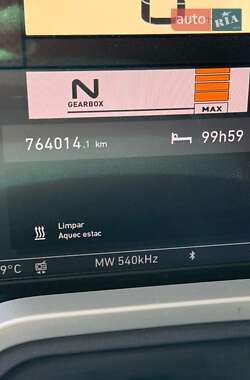 auto
RIA
N
GEARBOX
MAX
764014.1 km
99h59
Limpar
Aquec estac
9°C
MW 540kHz